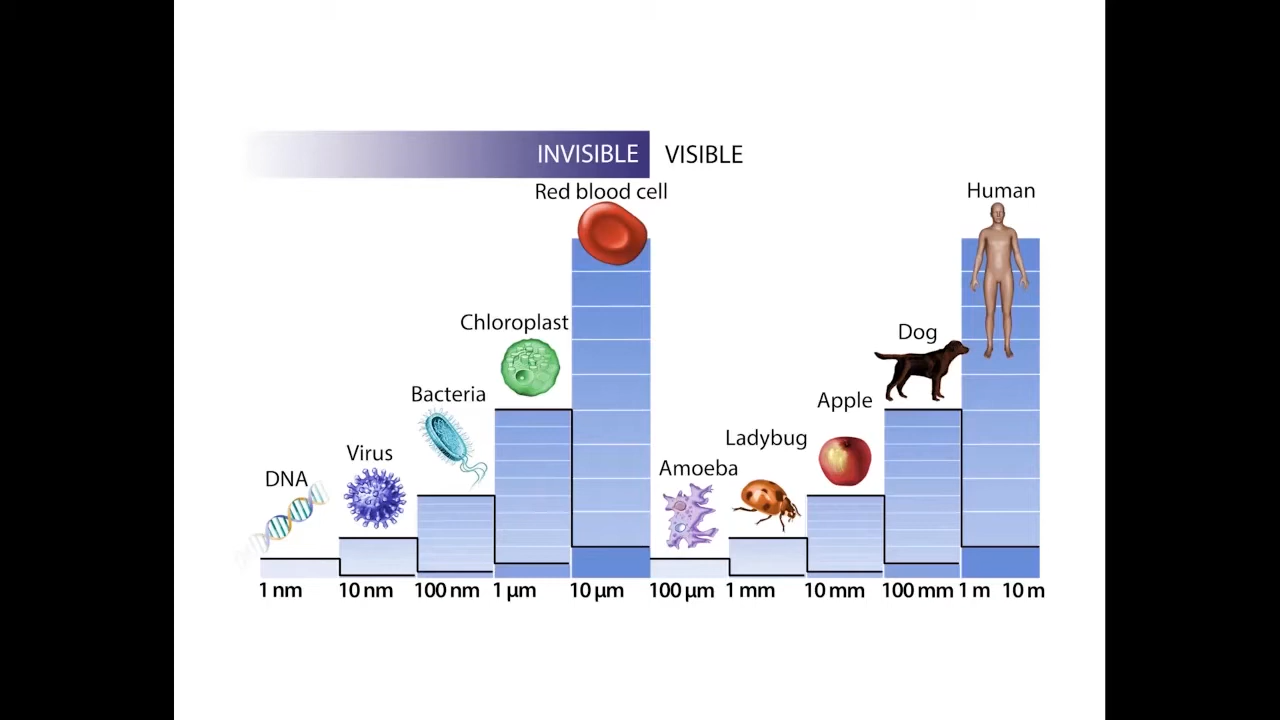 INVISIBLE VISIBLE
Red blood cell
Human
Chloroplast
Dog
Bacteria
Apple
Ladybug
Virus
Amoeba
DNA
1 nm 10 nm 100 nm 1 µm 10 µm 100 µm 1 mm 10 mm 100 mm 1 m 10 m